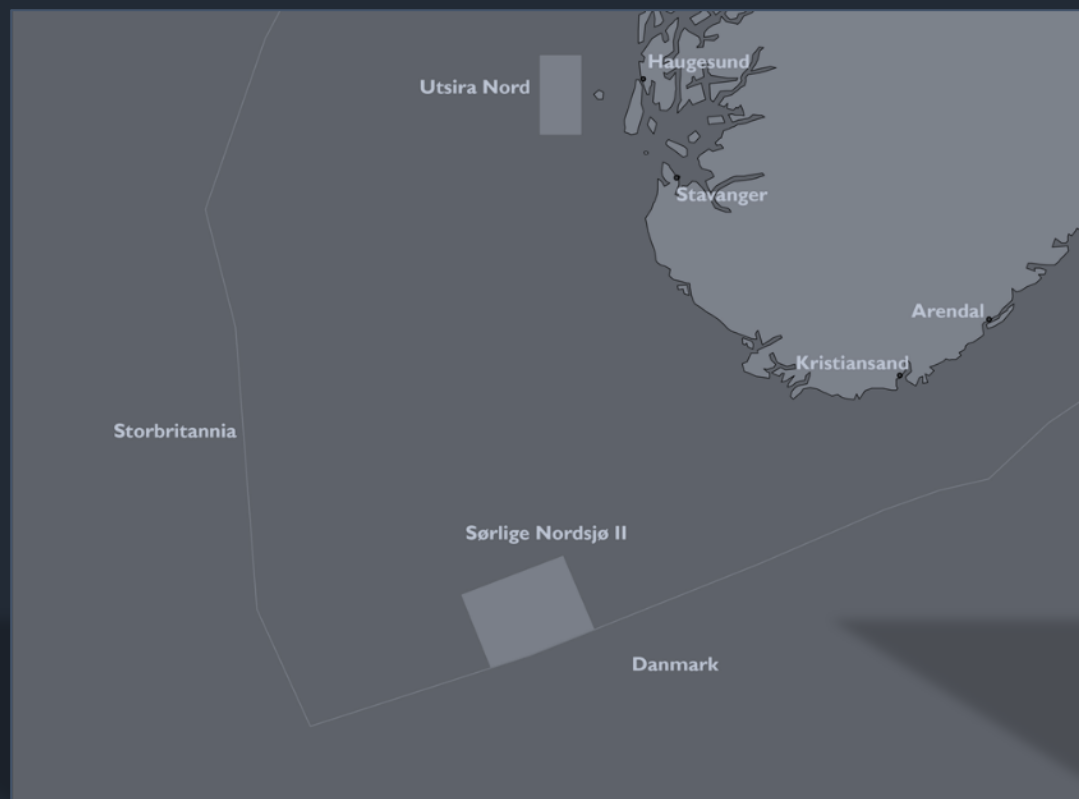 Haugesund
Utsira Nord
Stavanger
Arendal
Kristiansand
Storbritannia
Sørlige Nordsjø II
Danmark